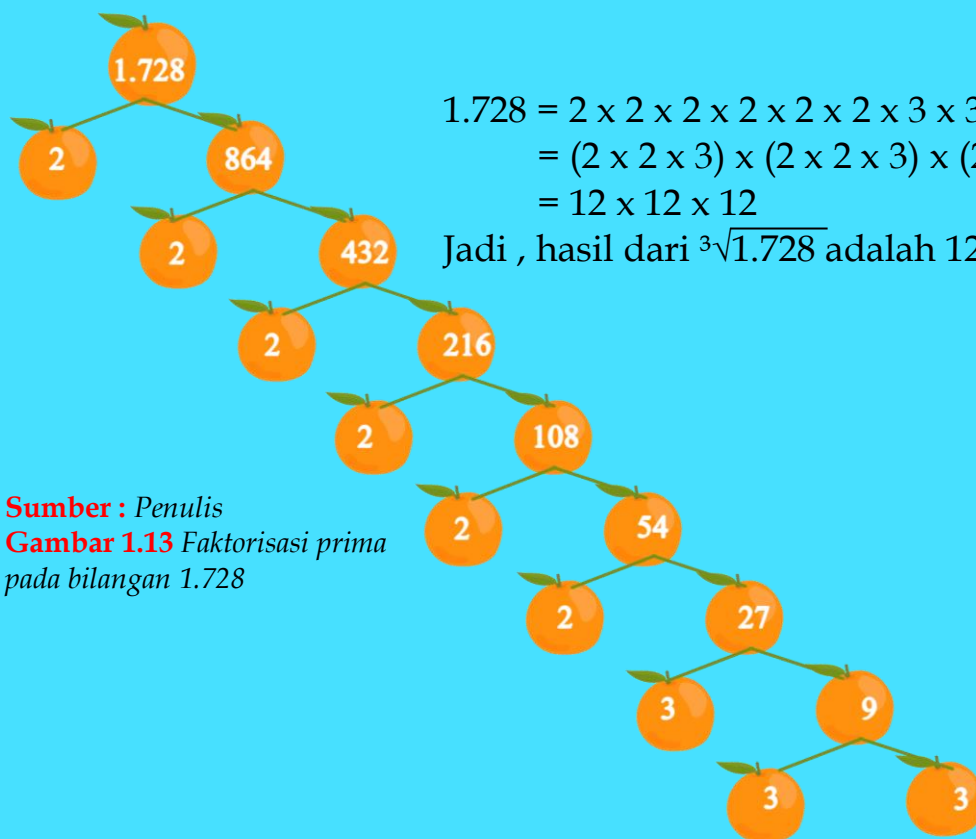 1.728
2 864
2 432
2 216
2 108
2 54
2 27
3 9
3 3
1.728 = 2 x 2 x 2 x 2 x 2 x 2 x 3 x 3
= (2 x 2 x 3) x (2 x 2 x 3) x (2
= 12 x 12 x 12
Jadi , hasil dari ³√1.728 adalah 12
Sumber : Penulis
Gambar 1.13 Faktorisasi prima
pada bilangan 1.728